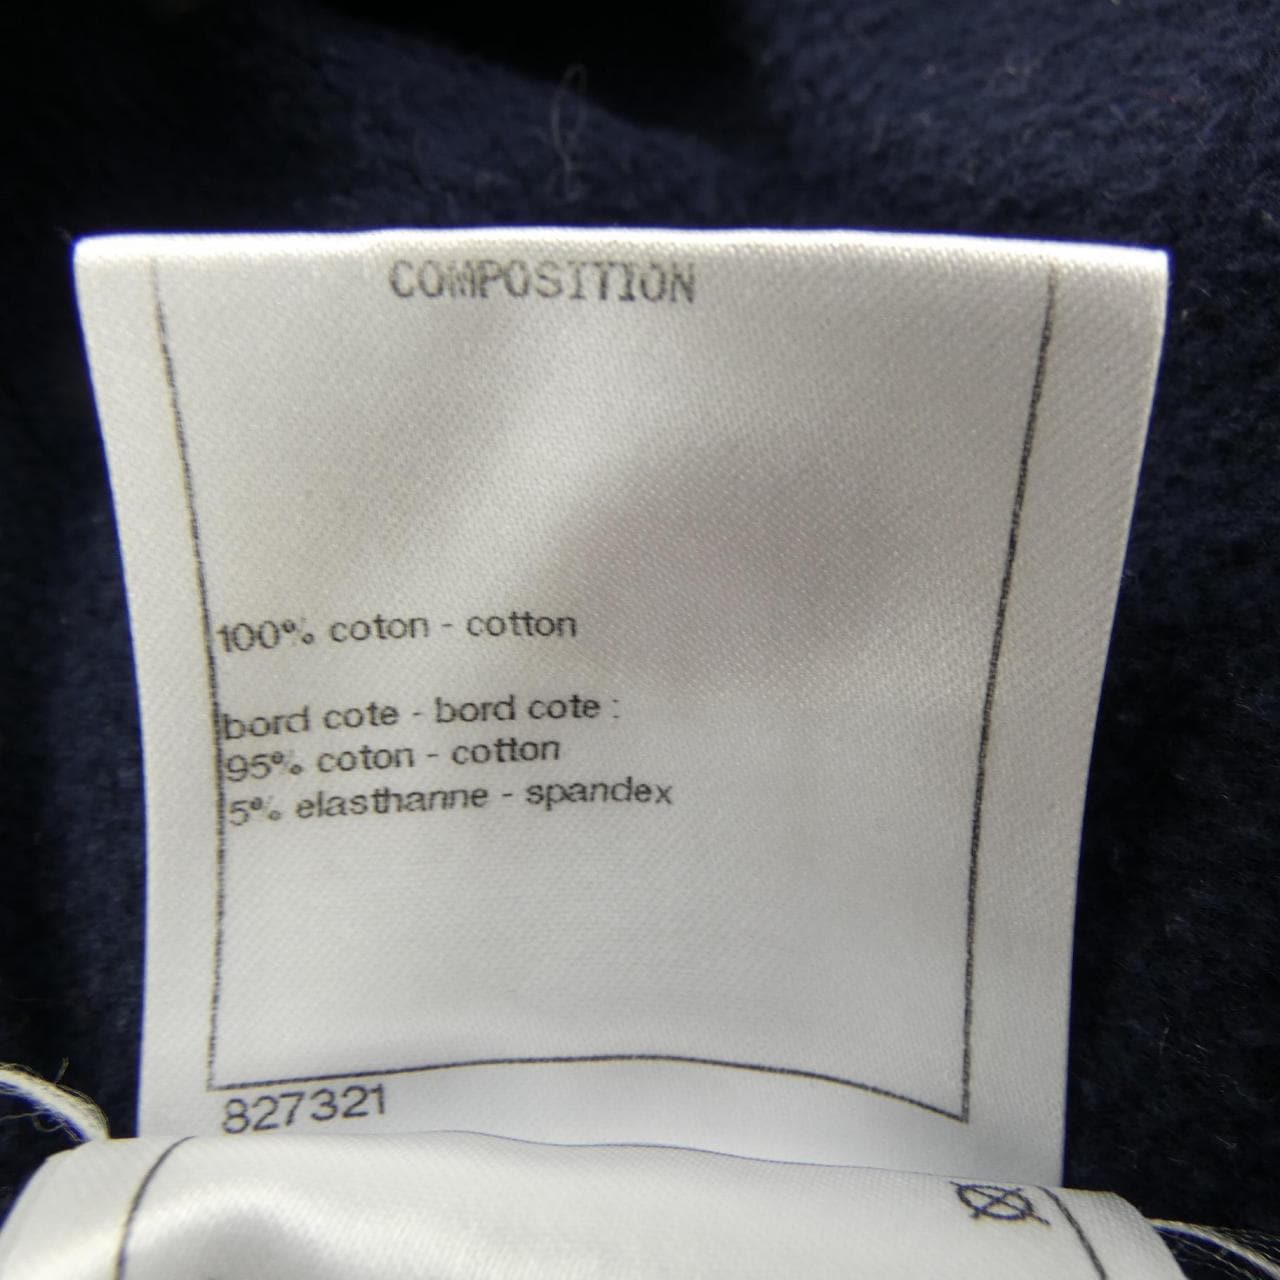 COMPOSITION
100% coton - cotton
bord cote - bord cote :
95% coton - cotton
5% elasthanne - spandex
827321